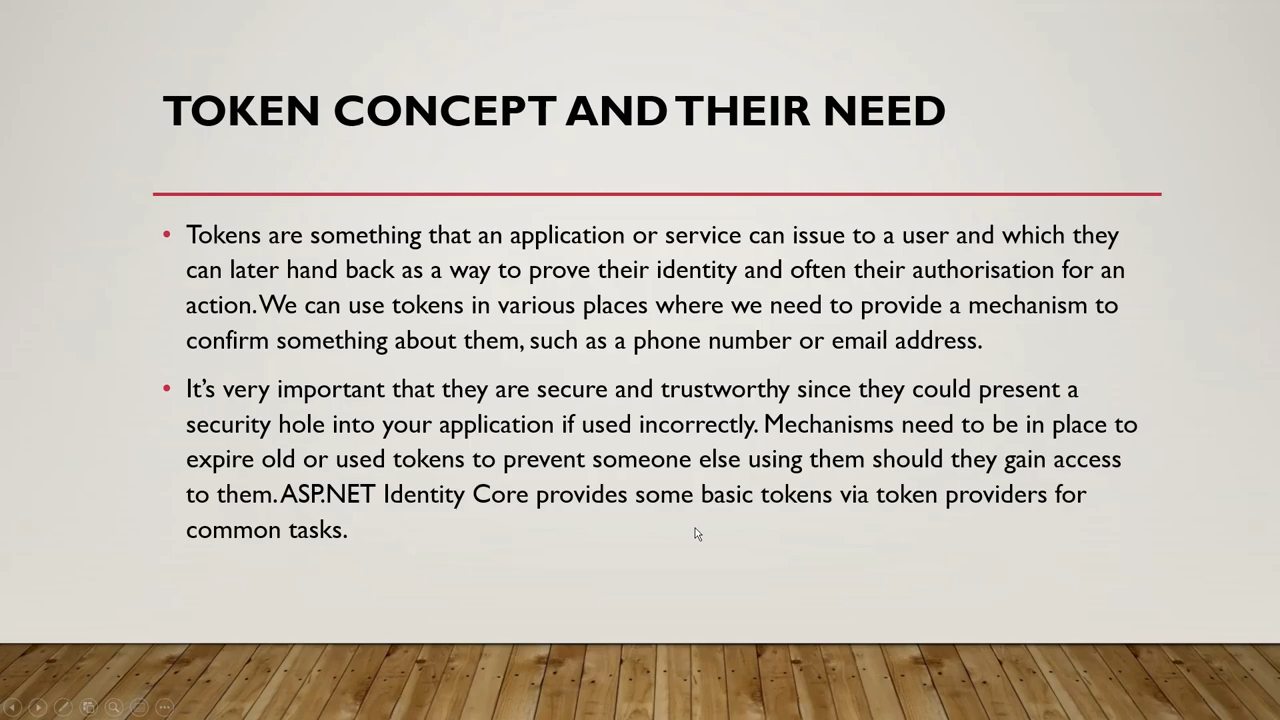 TOKEN CONCEPT AND THEIR NEED
• Tokens are something that an application or service can issue to a user and which they
can later hand back as a way to prove their identity and often their authorisation for an
action. We can use tokens in various places where we need to provide a mechanism to
confirm something about them, such as a phone number or email address.
• It’s very important that they are secure and trustworthy since they could present a
security hole into your application if used incorrectly. Mechanisms need to be in place to
expire old or used tokens to prevent someone else using them should they gain access
to them. ASP.NET Identity Core provides some basic tokens via token providers for
common tasks.